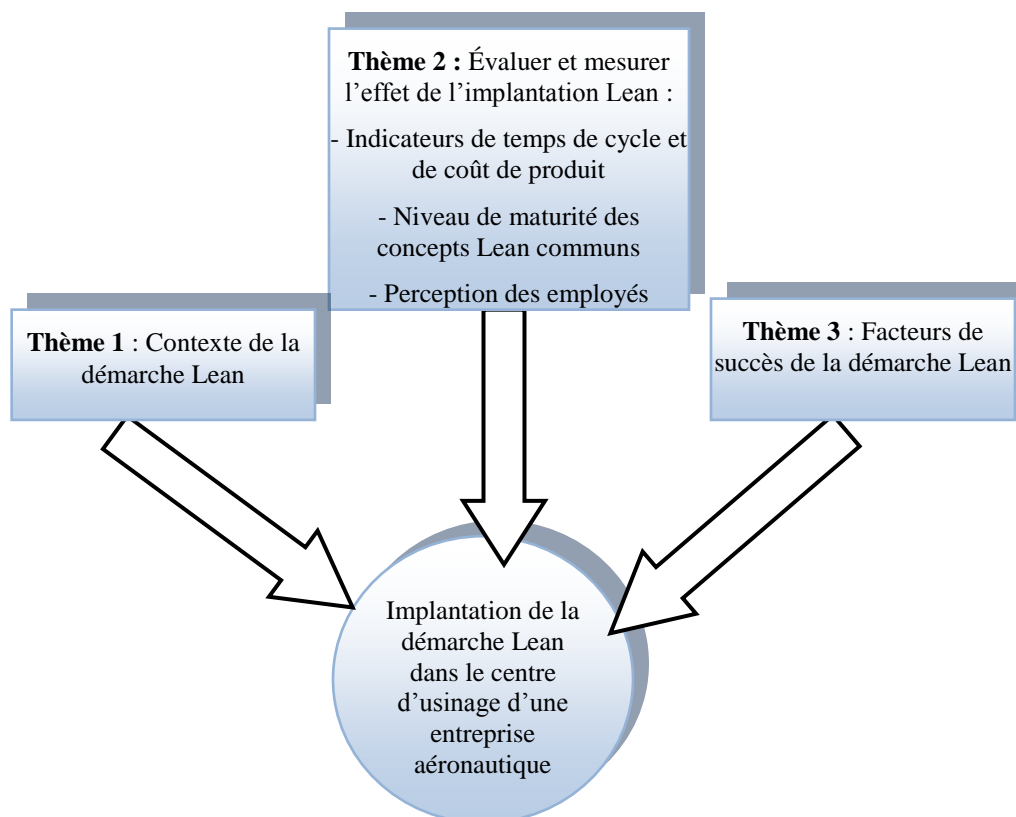 Thème 2 : Évaluer et mesurer
l’effet de l’implantation Lean :
- Indicateurs de temps de cycle et
de coût de produit
- Niveau de maturité des
concepts Lean communs
- Perception des employés
Thème 1 : Contexte de la
démarche Lean
Thème 3 : Facteurs de
succès de la démarche Lean
Implantation de la
démarche Lean
dans le centre
d’usinage d’une
entreprise
aéronautique